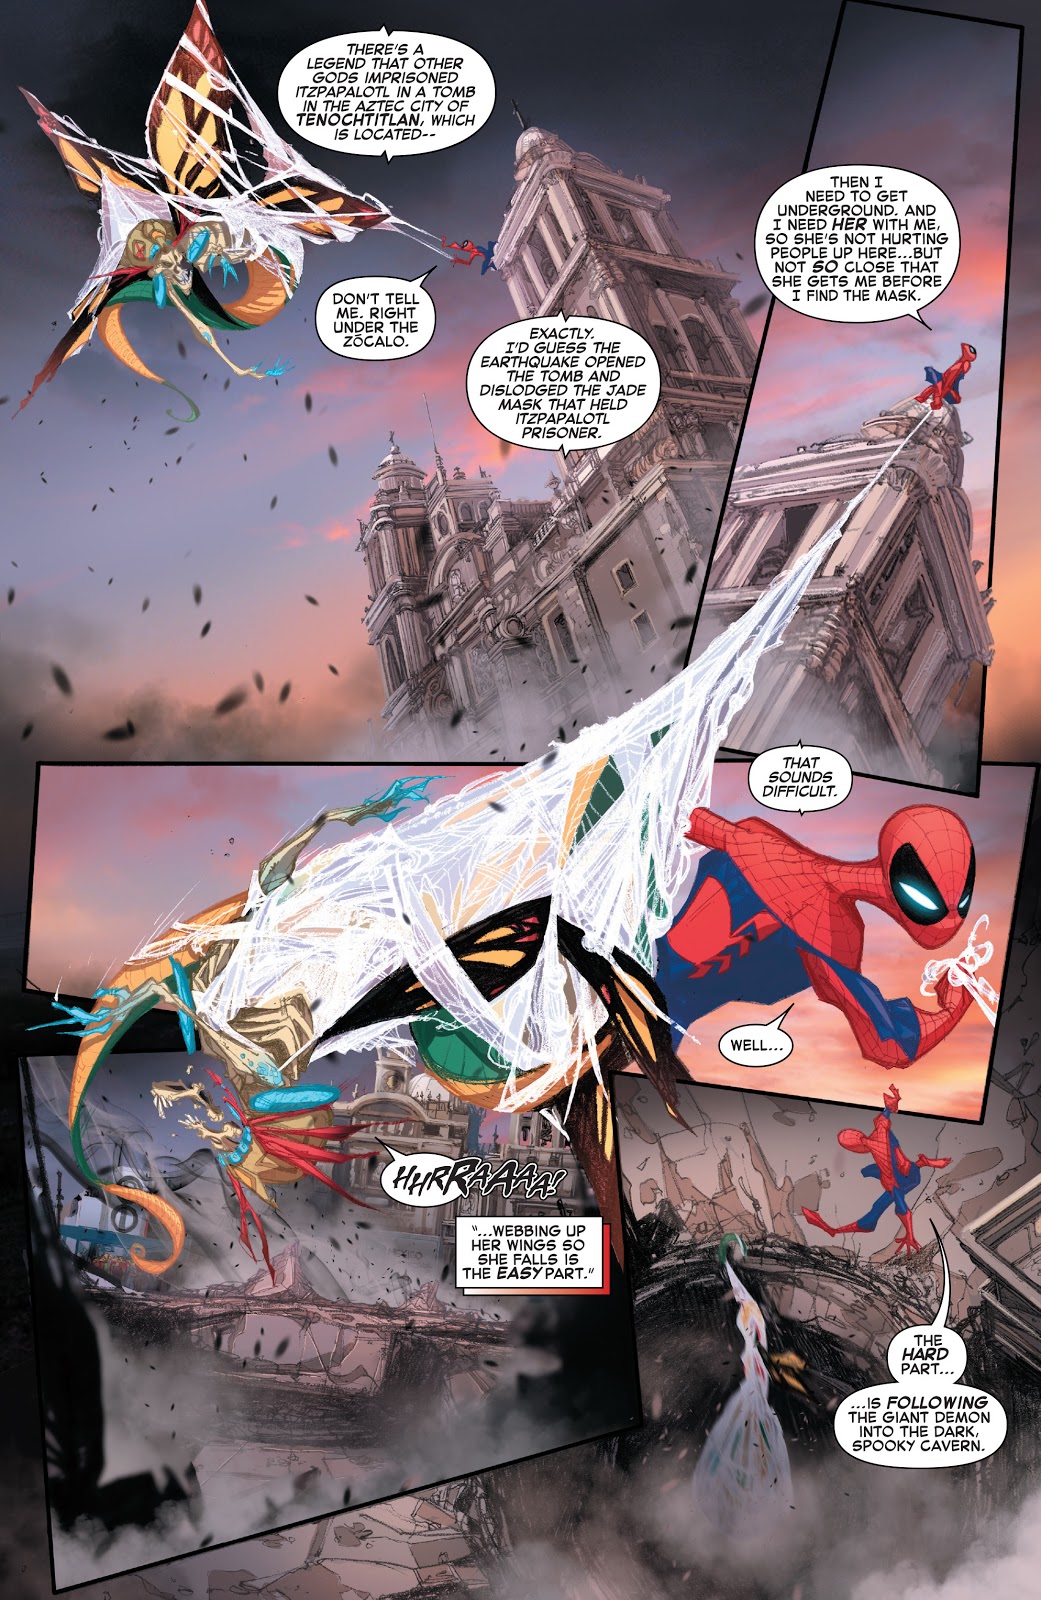 THERE'S A
LEGEND THAT OTHER
GODS IMPRISONED
ITZPAPALOTL IN A TOMB
IN THE AZTEC CITY OF
TENOCHTITLAN, WHICH
IS LOCATED--
DON'T TELL
ME. RIGHT
UNDER THE
ZŌCALO.
EXACTLY.
I'D GUESS THE
EARTHQUAKE OPENED
THE TOMB AND
DISLODGED THE JADE
MASK THAT HELD
ITZPAPALOTL
PRISONER.
THEN I
NEED TO GET
UNDERGROUND. AND
I NEED HER WITH ME,
SO SHE'S NOT HURTING
PEOPLE UP HERE...BUT
NOT SO CLOSE THAT
SHE GETS ME BEFORE
I FIND THE MASK.
THAT
SOUNDS
DIFFICULT.
WELL...
HHRRAAAAA!
"...WEBBING UP
HER WINGS SO
SHE FALLS IS
THE EASY PART."
THE
HARD
PART...
...IS FOLLOWING
THE GIANT DEMON
INTO THE DARK,
SPOOKY CAVERN.